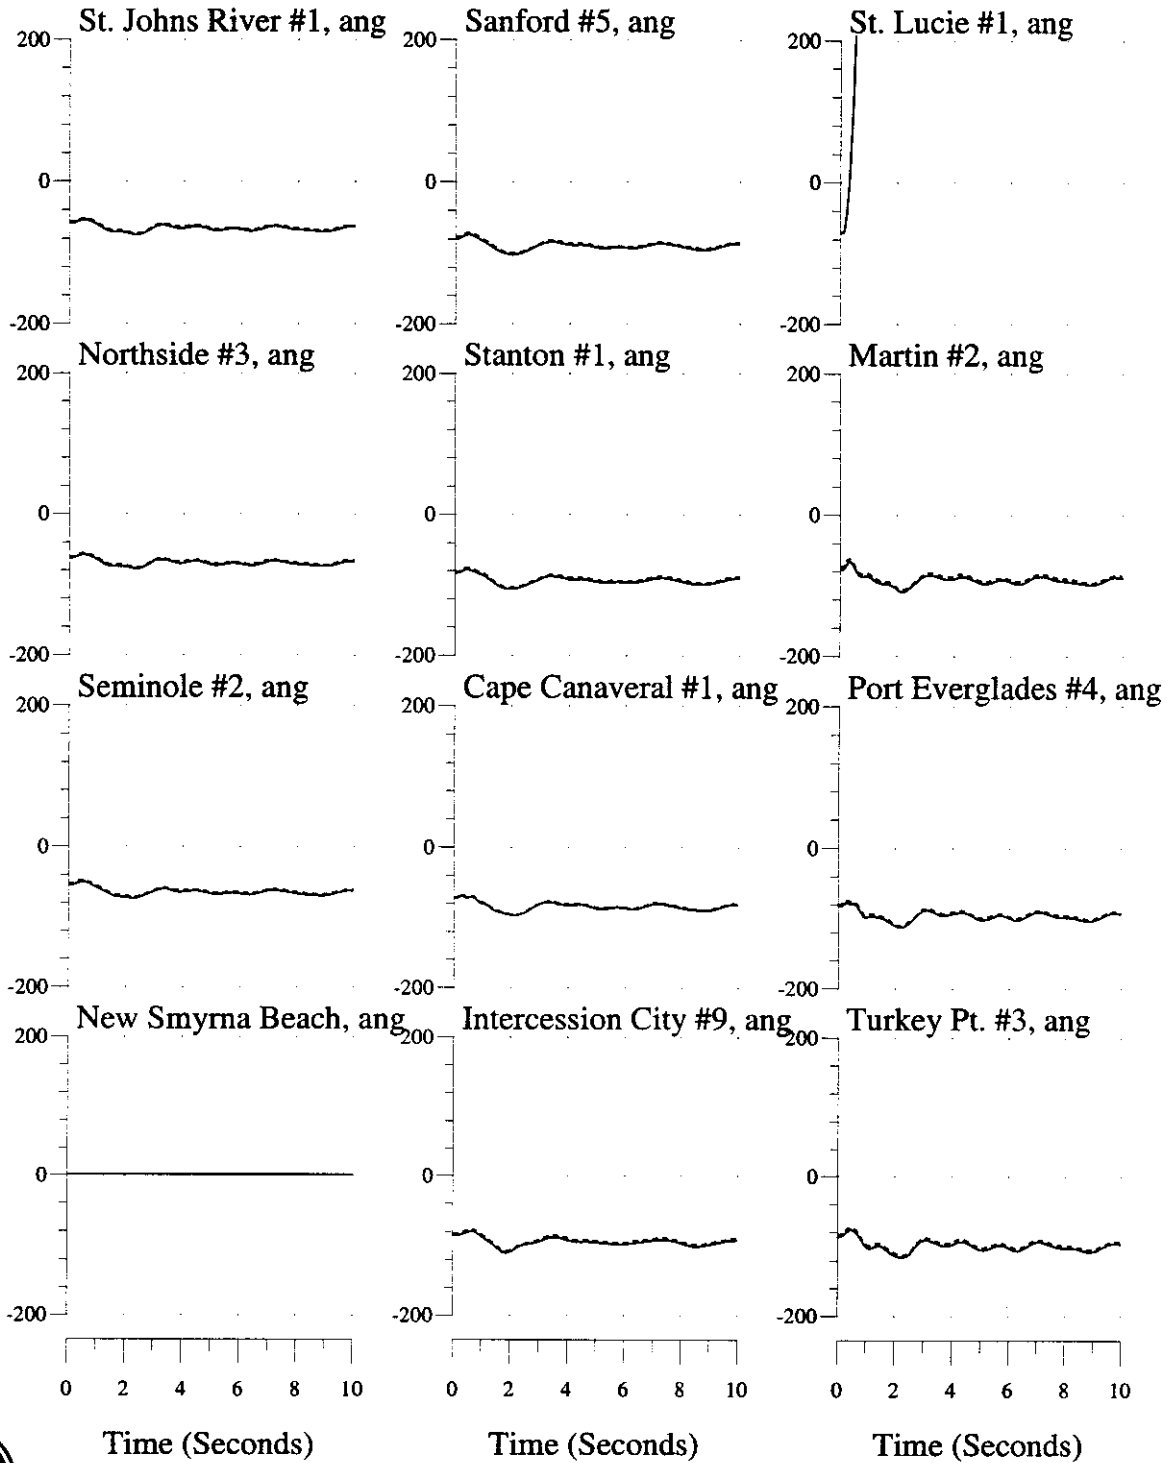 St. Johns River #1, ang
Sanford #5, ang
St. Lucie #1, ang
200
0
-200
200
0
-200
200
0
-200
Northside #3, ang
Stanton #1, ang
Martin #2, ang
200
0
-200
200
0
-200
200
0
-200
Seminole #2, ang
Cape Canaveral #1, ang
Port Everglades #4, ang
200
0
-200
200
0
-200
200
0
-200
New Smyrna Beach, ang
Intercession City #9, ang
Turkey Pt. #3, ang
200
0
-200
200
0
-200
200
0
-200
0 2 4 6 8 10
0 2 4 6 8 10
0 2 4 6 8 10
Time (Seconds)
Time (Seconds)
Time (Seconds)